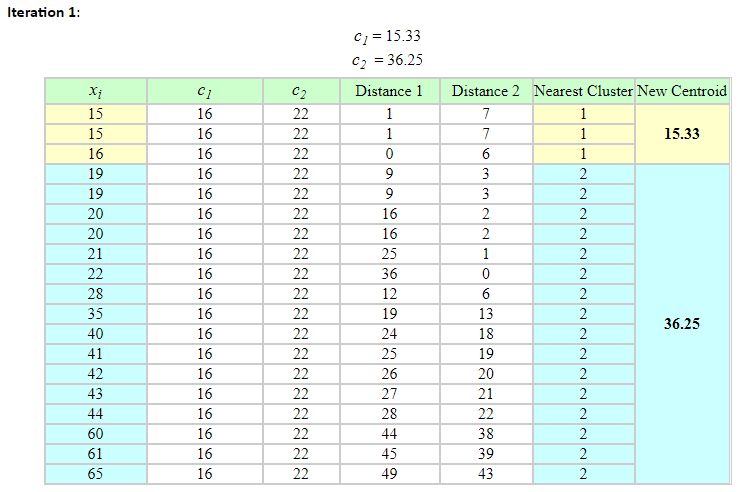 Iteration 1:
c1 = 15.33
c2 = 36.25
xi c1 c2 Distance 1 Distance 2 Nearest Cluster New Centroid
15 16 22 1 7 1
15 16 22 1 7 1 15.33
16 16 22 0 6 1
19 16 22 9 3 2
19 16 22 9 3 2
20 16 22 16 2 2
20 16 22 16 2 2
21 16 22 25 1 2
22 16 22 36 0 2
28 16 22 12 6 2
35 16 22 19 13 2
40 16 22 24 18 2 36.25
41 16 22 25 19 2
42 16 22 26 20 2
43 16 22 27 21 2
44 16 22 28 22 2
60 16 22 44 38 2
61 16 22 45 39 2
65 16 22 49 43 2